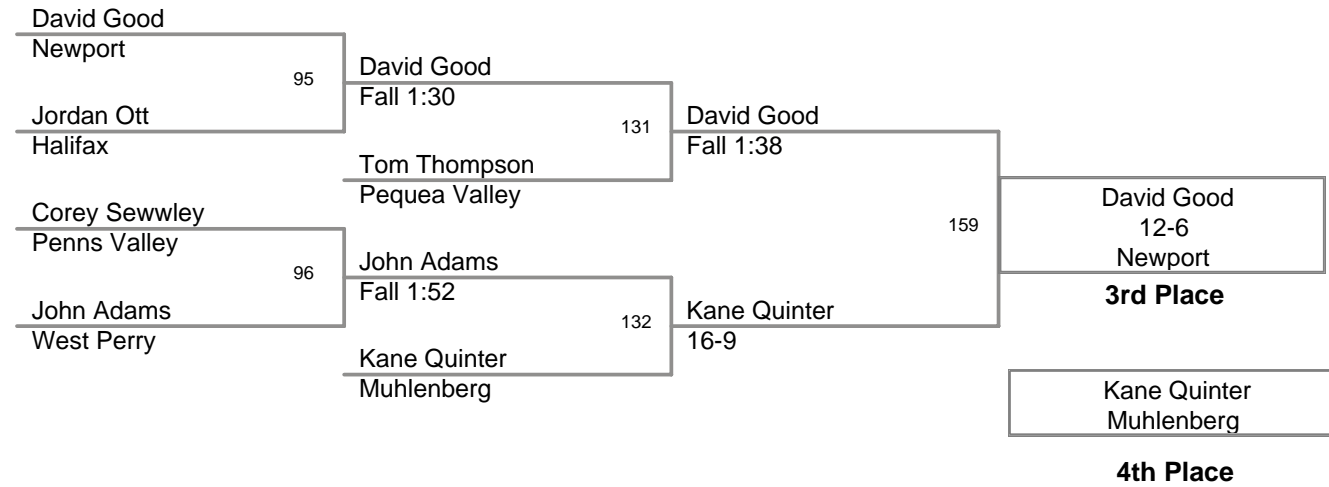 David Good
Newport
95
David Good
Fall 1:30
Jordan Ott
Halifax
131
David Good
Fall 1:38
Tom Thompson
Pequea Valley
Corey Sewwley
Penns Valley
159
David Good
12-6
Newport
3rd Place
96
John Adams
Fall 1:52
John Adams
West Perry
132
Kane Quinter
16-9
Kane Quinter
Muhlenberg
Kane Quinter
Muhlenberg
4th Place